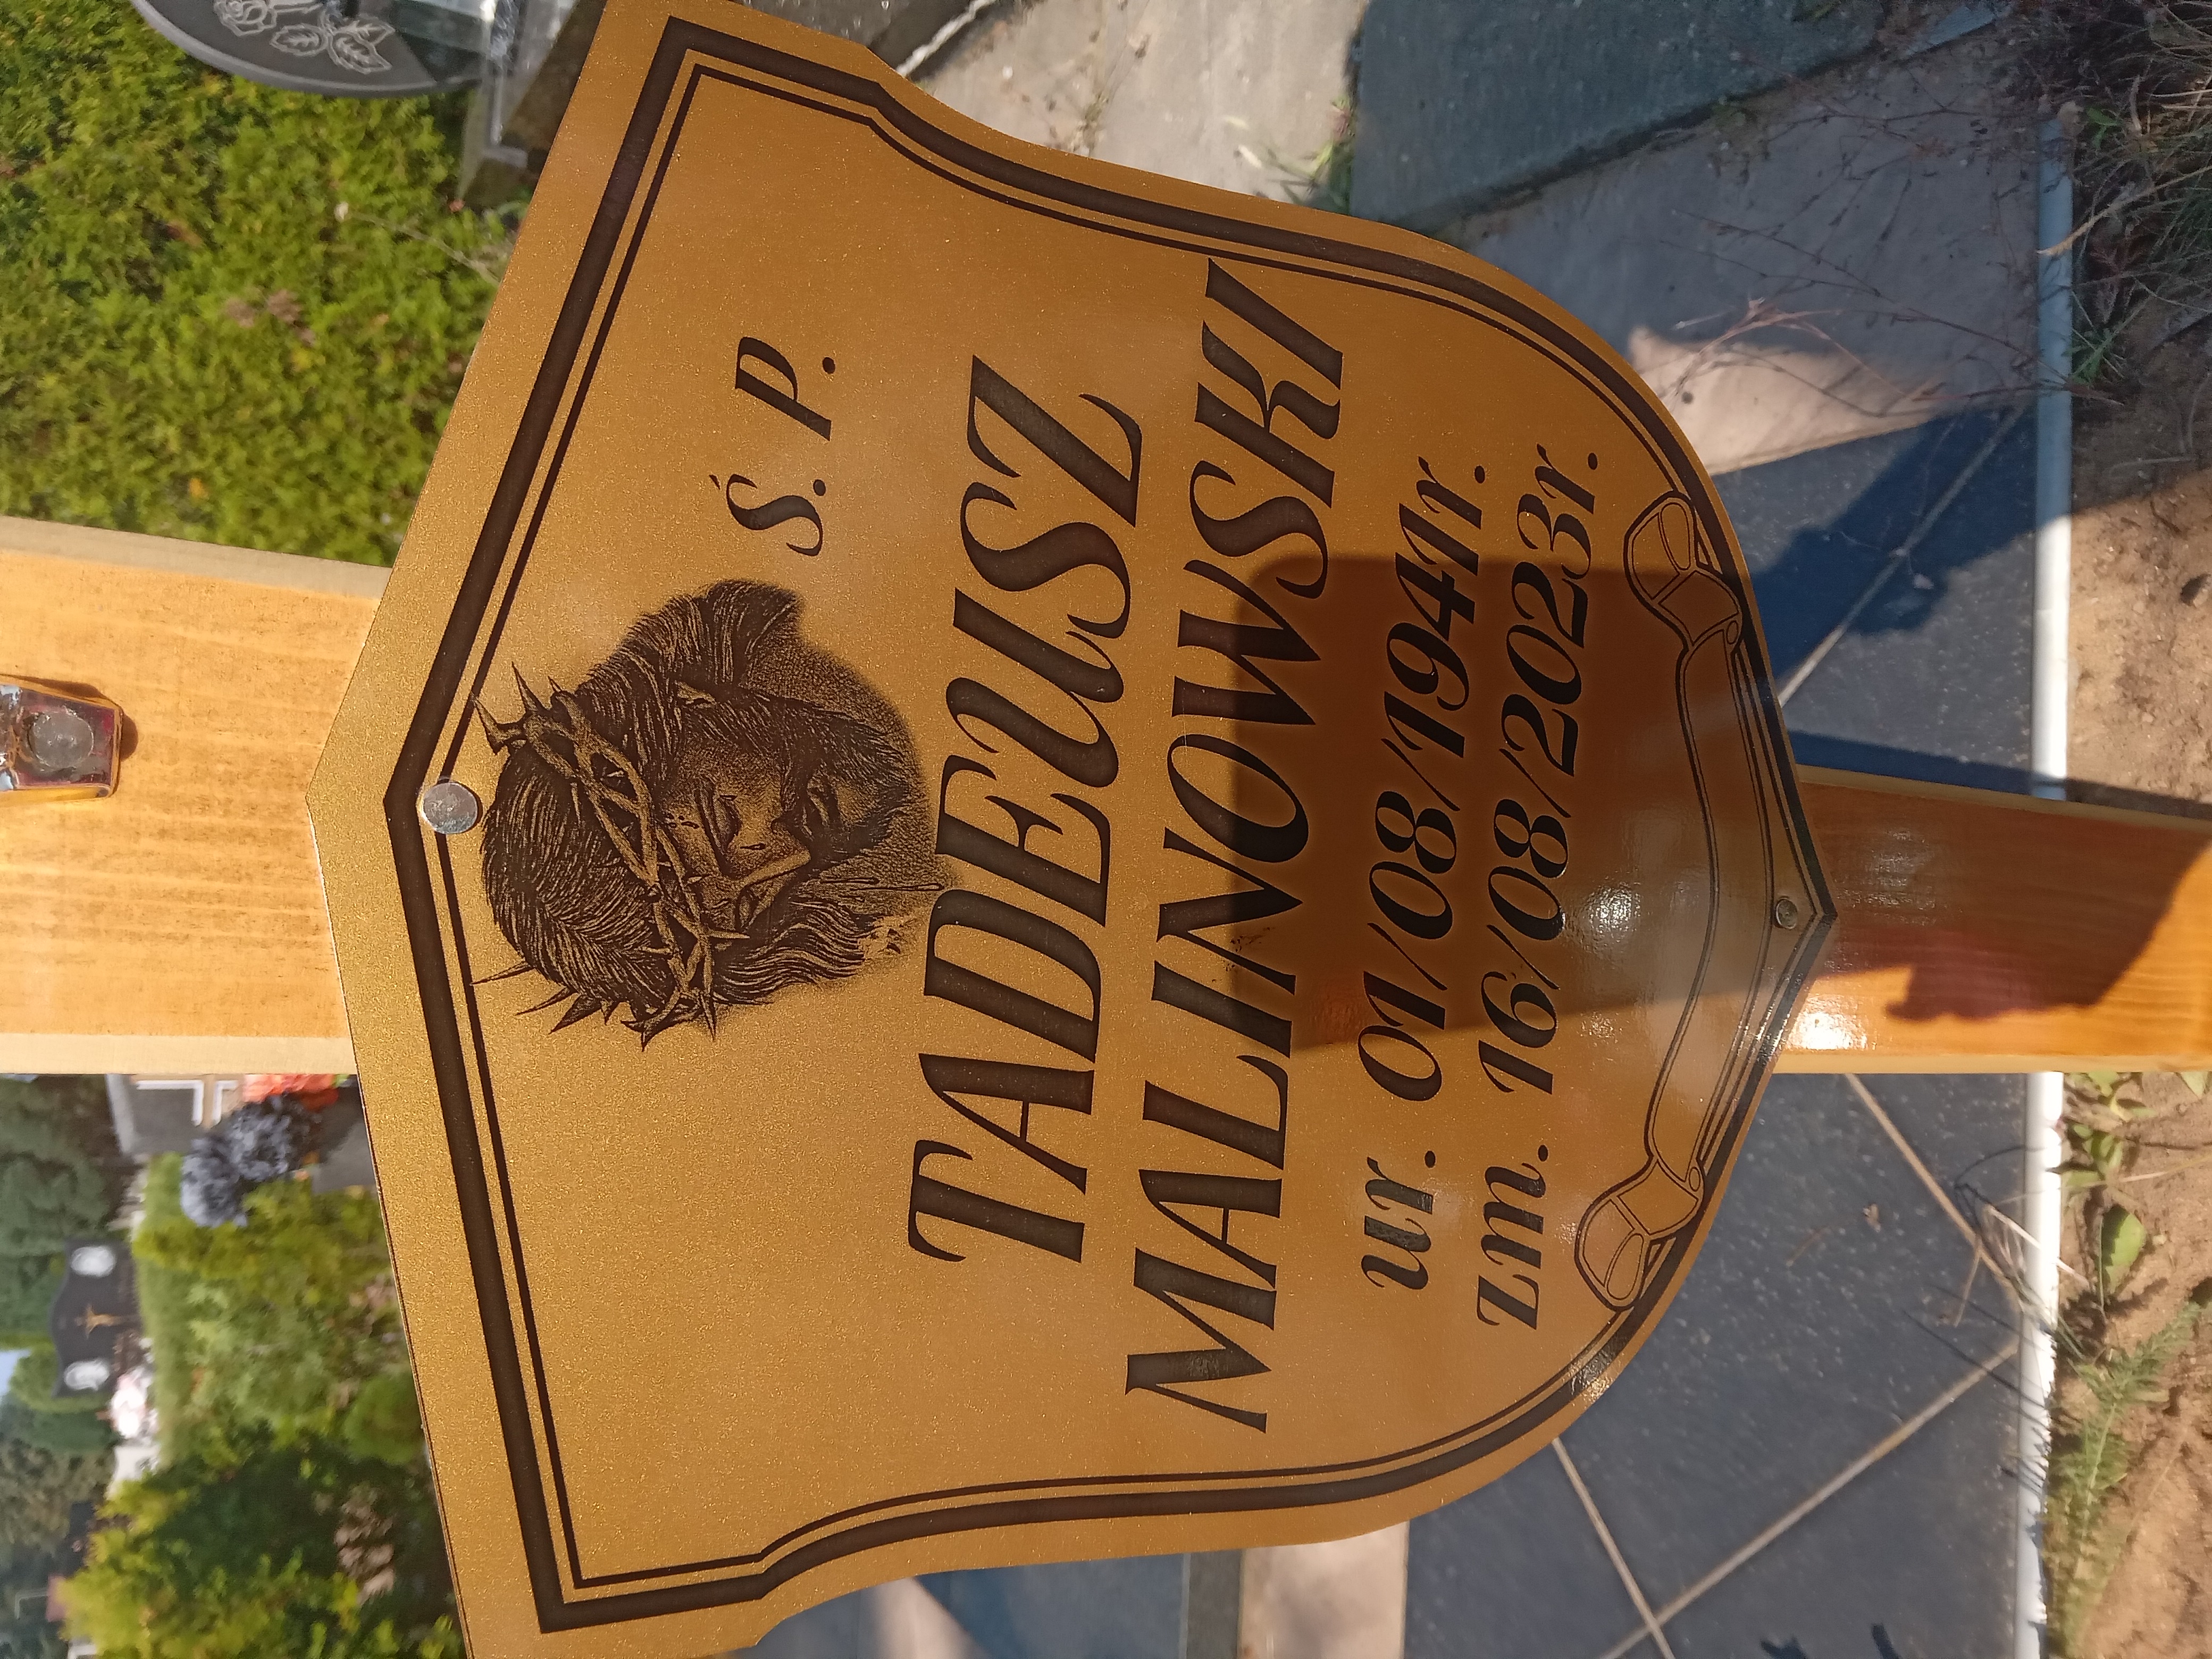 Ś. P.
TADEUSZ
MALINOWSKI
ur. 01/08/1941r.
zm. 16/08/2023r.